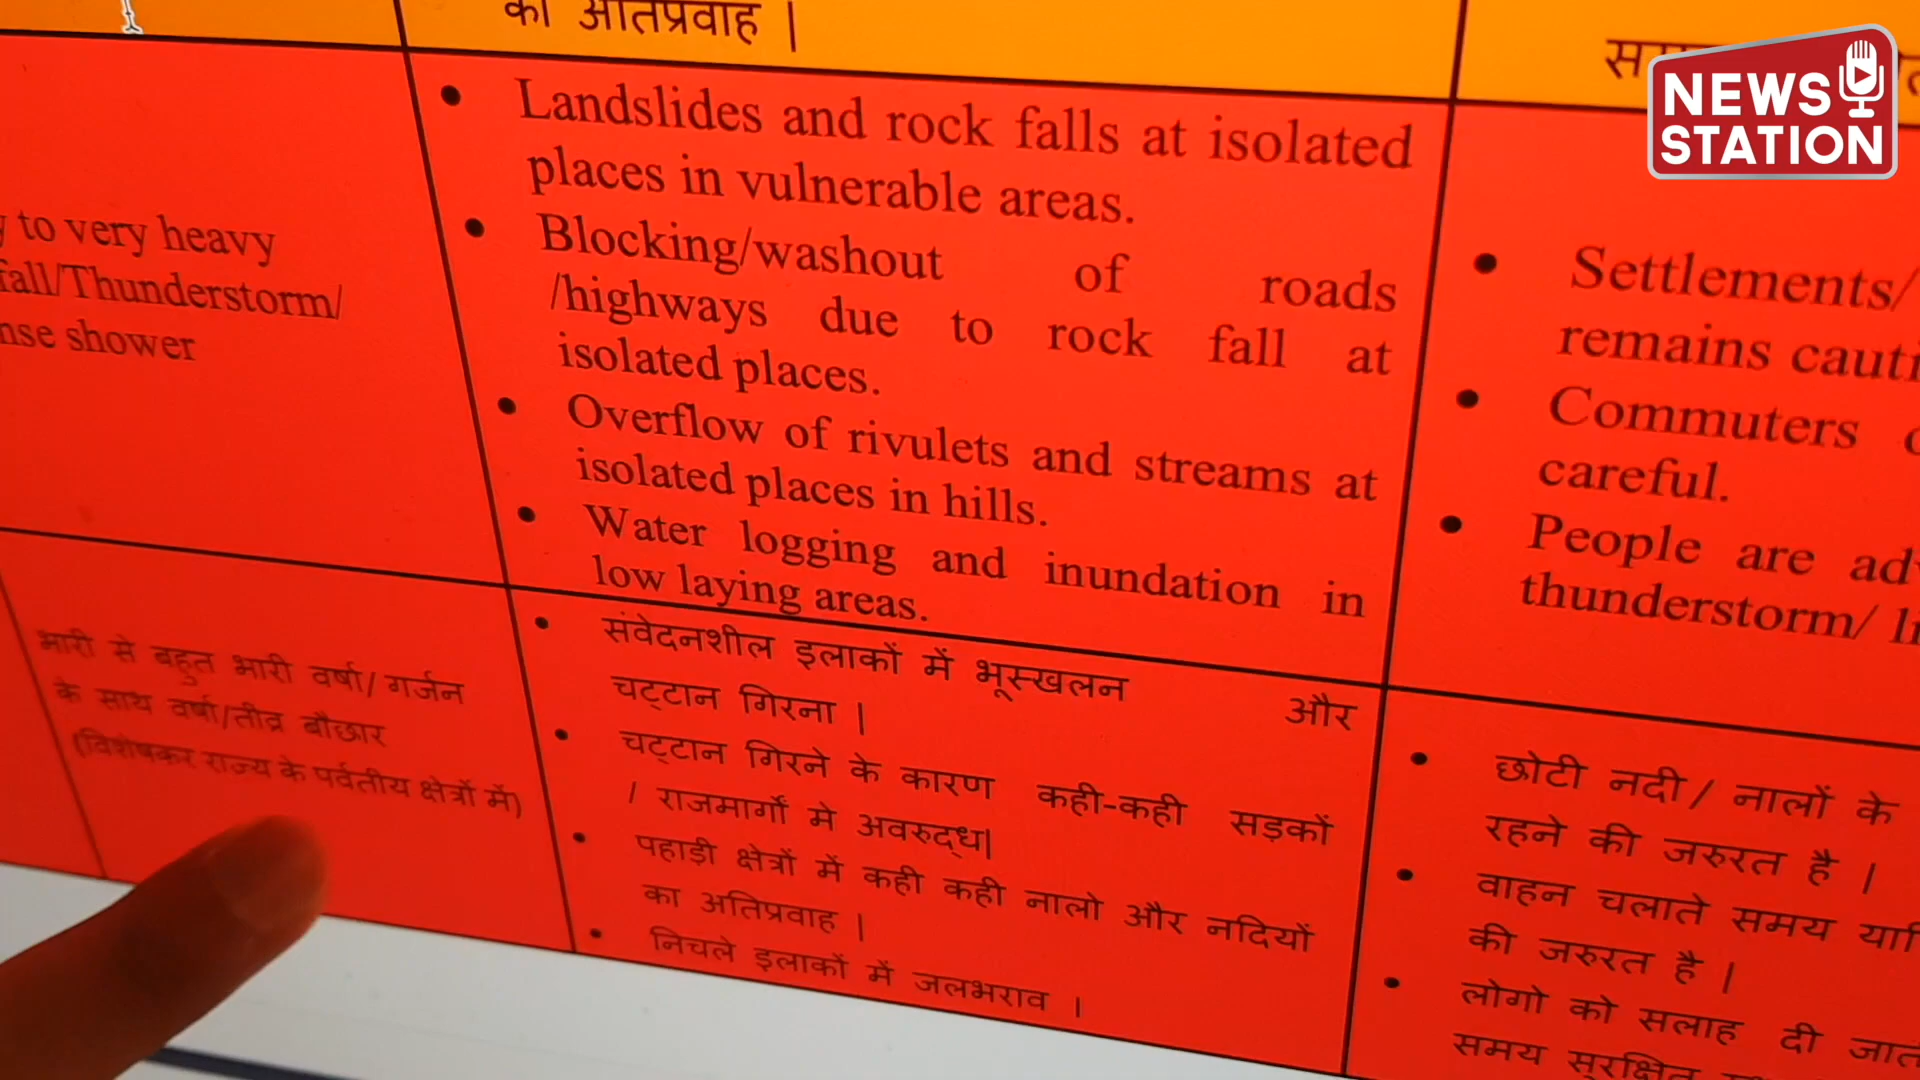 का अतिप्रवाह |
NEWS
STATION
to very heavy
/Thunderstorm/
shower
• Landslides and rock falls at isolated
places in vulnerable areas.
• Blocking/washout of roads
/highways due to rock fall at
isolated places.
• Overflow of rivulets and streams at
isolated places in hills.
• Water logging and inundation in
low laying areas.
• Settlements/
remains
• Commuters
careful.
• People are
thunderstorm/
भारी से बहुत भारी वर्षा/ गर्जन
के साथ वर्षा/तीव्र बौछार
(विशेषकर राज्य के पर्वतीय क्षेत्रों में)
• संवेदनशील इलाकों में भूस्खलन और
चट्टान गिरना |
• चट्टान गिरने के कारण कही-कही सड़कों
/ राजमार्गों मे अवरुद्ध|
• पहाड़ी क्षेत्रों में कही कही नालो और नदियों
का अतिप्रवाह |
• निचले इलाकों में जलभराव |
• छोटी नदी/ नालों के
रहने की जरुरत है |
• वाहन चलाते समय
की जरुरत है |
• लोगो को सलाह दी
समय सुरक्षित